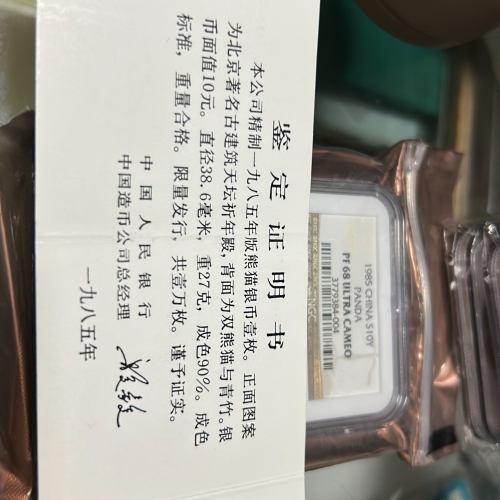 鉴定证明书
本公司精制一九八五年版熊猫银币壹枚。正面图案
为北京著名古建筑天坛祈年殿,背面为双熊猫与青竹。银
币面值10元。直径38.6毫米,重27克,成色90%。成色
标准,重量合格。限量发行,共壹万枚。谨予证实。
中国人民银行
中国造币公司总经理
一九八五年
1985 CHINA S10Y
PANDA
PF 68 ULTRA CAMEO
3779384-004
NGC